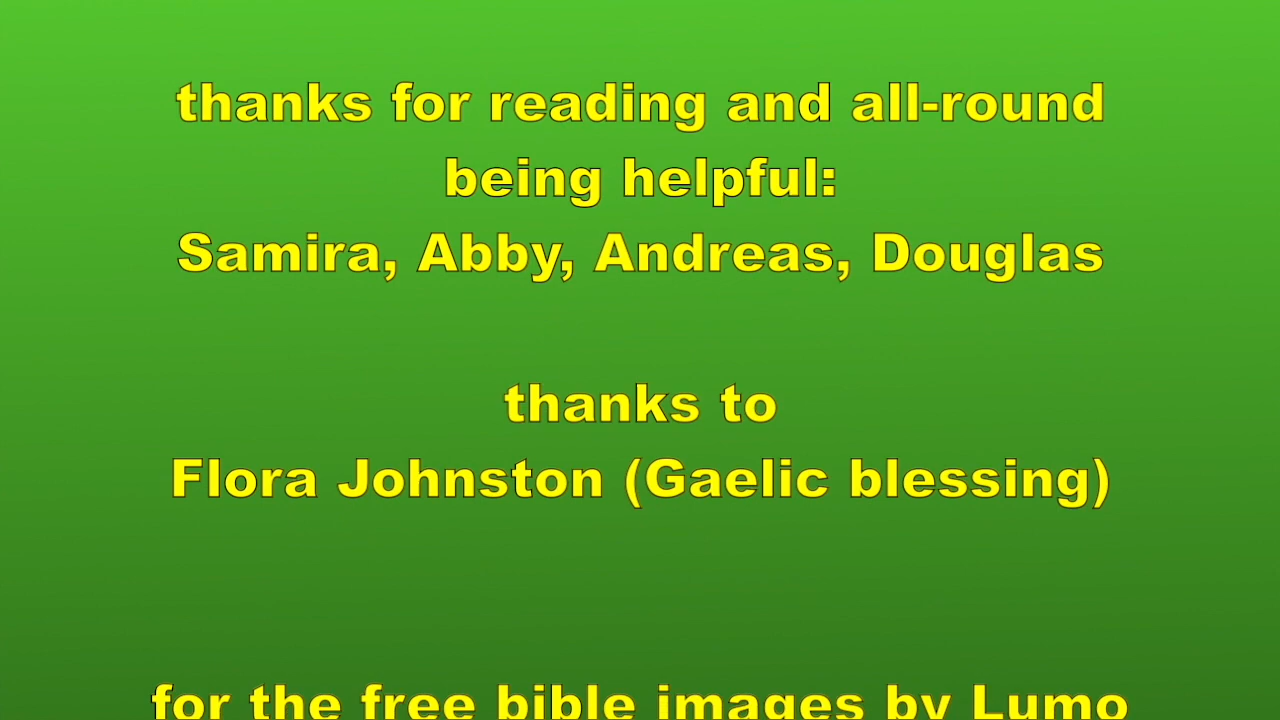 thanks for reading and all-round
being helpful:
Samira, Abby, Andreas, Douglas
thanks to
Flora Johnston (Gaelic blessing)
for the free bible images by Lumo